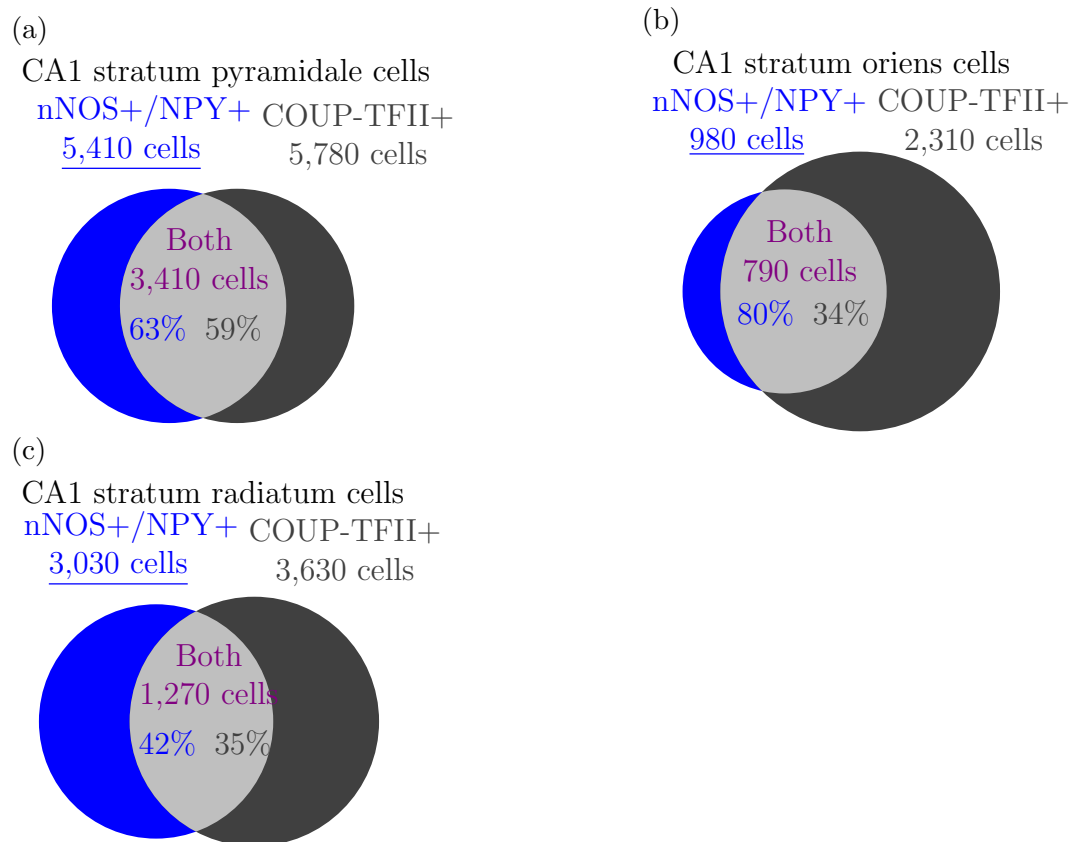 (a)
CA1 stratum pyramidale cells
nNOS+/NPY+ COUP-TFII+
5,410 cells 5,780 cells
Both
3,410 cells
63% 59%
(b)
CA1 stratum oriens cells
nNOS+/NPY+ COUP-TFII+
980 cells 2,310 cells
Both
790 cells
80% 34%
(c)
CA1 stratum radiatum cells
nNOS+/NPY+ COUP-TFII+
3,030 cells 3,630 cells
Both
1,270 cells
42% 35%